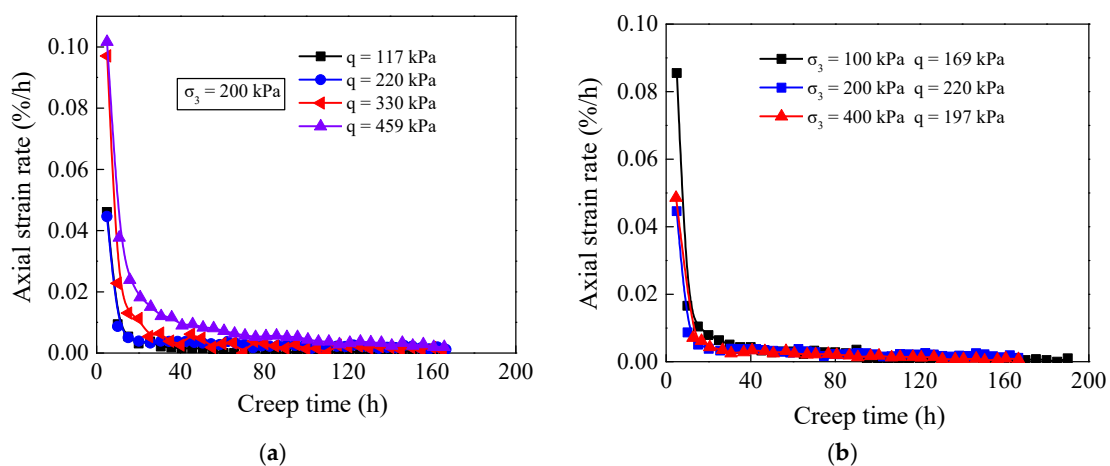 0.10
0.08
0.06
0.04
0.02
0.00
Axial strain rate (%/h)
σ3 = 200 kPa
q = 117 kPa
q = 220 kPa
q = 330 kPa
q = 459 kPa
0 40 80 120 160 200
Creep time (h)
(a)
0.10
0.08
0.06
0.04
0.02
0.00
Axial strain rate (%/h)
σ3 = 100 kPa q = 169 kPa
σ3 = 200 kPa q = 220 kPa
σ3 = 400 kPa q = 197 kPa
0 40 80 120 160 200
Creep time (h)
(b)